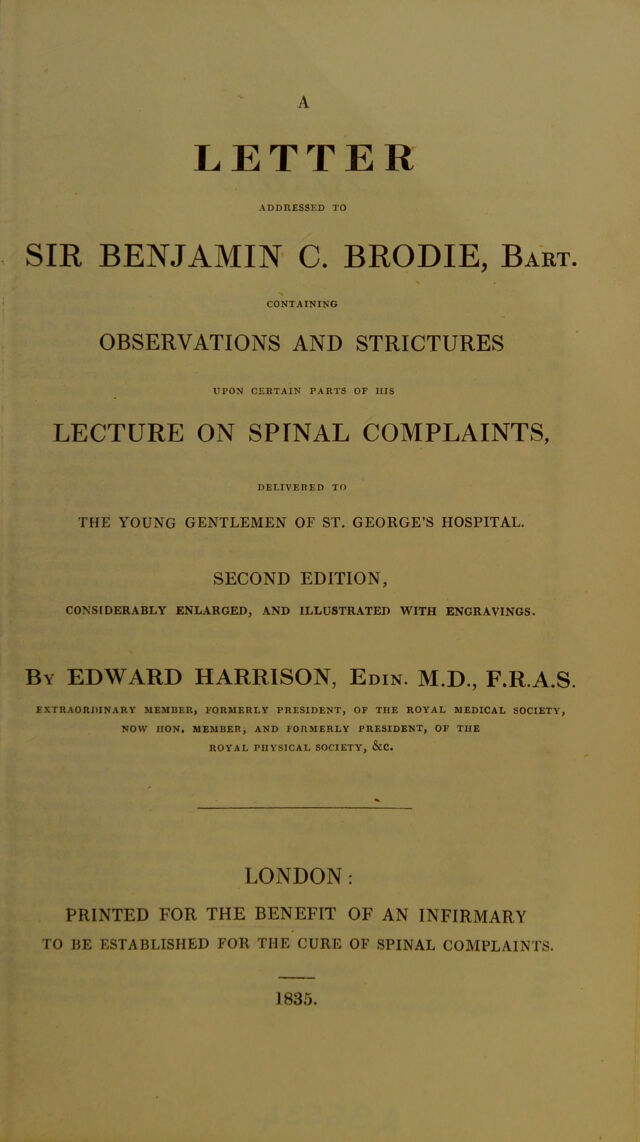 A
LETTER
ADDRESSED TO
SIR BENJAMIN C. BRODIE, BART.
CONTAINING
OBSERVATIONS AND STRICTURES
UPON CERTAIN PARTS OF HIS
LECTURE ON SPINAL COMPLAINTS,
DELIVERED TO
THE YOUNG GENTLEMEN OF ST. GEORGE'S HOSPITAL.
SECOND EDITION,
CONSIDERABLY ENLARGED, AND ILLUSTRATED WITH ENGRAVINGS.
BY EDWARD HARRISON, EDIN. M.D., F.R.A.S.
EXTRAORDINARY MEMBER, FORMERLY PRESIDENT, OF THE ROYAL MEDICAL SOCIETY,
NOW HON. MEMBER, AND FORMERLY PRESIDENT, OF THE
ROYAL PHYSICAL SOCIETY, &C.
LONDON:
PRINTED FOR THE BENEFIT OF AN INFIRMARY
TO BE ESTABLISHED FOR THE CURE OF SPINAL COMPLAINTS.
1835.